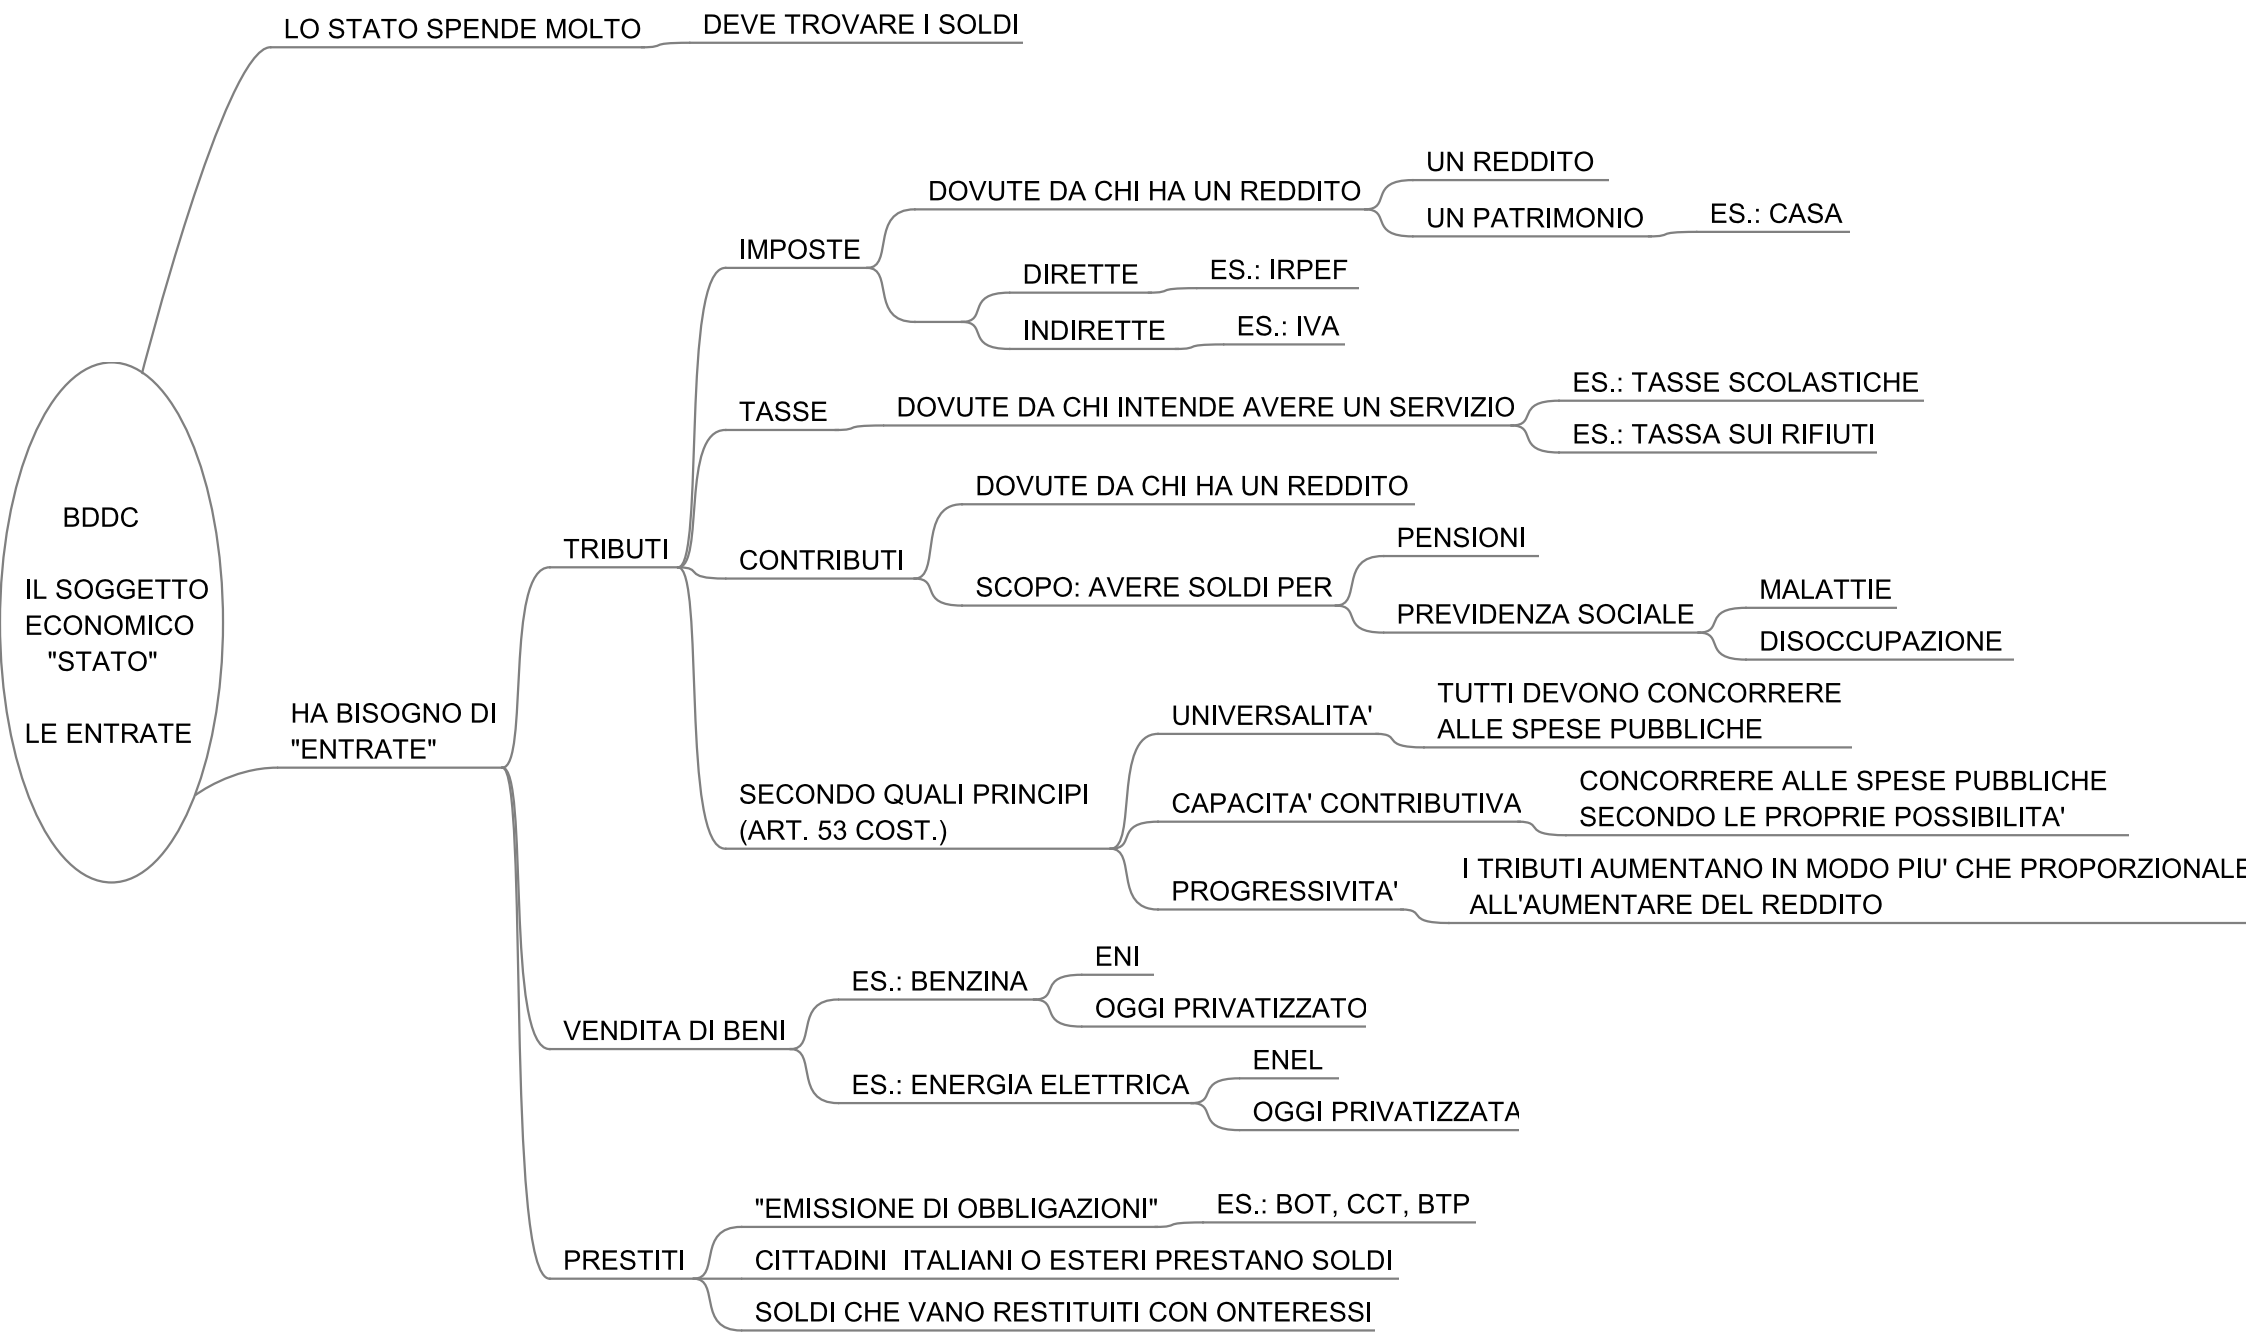 LO STATO SPENDE MOLTO
DEVE TROVARE I SOLDI
BDDC
IL SOGGETTO
ECONOMICO
"STATO"
LE ENTRATE
HA BISOGNO DI
"ENTRATE"
TRIBUTI
IMPOSTE
DOVUTE DA CHI HA UN REDDITO
UN REDDITO
UN PATRIMONIO
ES.: CASA
DIRETTE
ES.: IRPEF
INDIRETTE
ES.: IVA
TASSE
DOVUTE DA CHI INTENDE AVERE UN SERVIZIO
ES.: TASSE SCOLASTICHE
ES.: TASSA SUI RIFIUTI
CONTRIBUTI
DOVUTE DA CHI HA UN REDDITO
SCOPO: AVERE SOLDI PER
PENSIONI
PREVIDENZA SOCIALE
MALATTIE
DISOCCUPAZIONE
SECONDO QUALI PRINCIPI
(ART. 53 COST.)
UNIVERSALITA'
TUTTI DEVONO CONCORRERE
ALLE SPESE PUBBLICHE
CAPACITA' CONTRIBUTIVA
CONCORRERE ALLE SPESE PUBBLICHE
SECONDO LE PROPRIE POSSIBILITA'
PROGRESSIVITA'
I TRIBUTI AUMENTANO IN MODO PIU' CHE PROPORZIONALE
ALL'AUMENTARE DEL REDDITO
VENDITA DI BENI
ES.: BENZINA
ENI
OGGI PRIVATIZZATO
ES.: ENERGIA ELETTRICA
ENEL
OGGI PRIVATIZZATA
PRESTITI
"EMISSIONE DI OBBLIGAZIONI"
ES.: BOT, CCT, BTP
CITTADINI  ITALIANI O ESTERI PRESTANO SOLDI
SOLDI CHE VANO RESTITUITI CON ONTERESSI